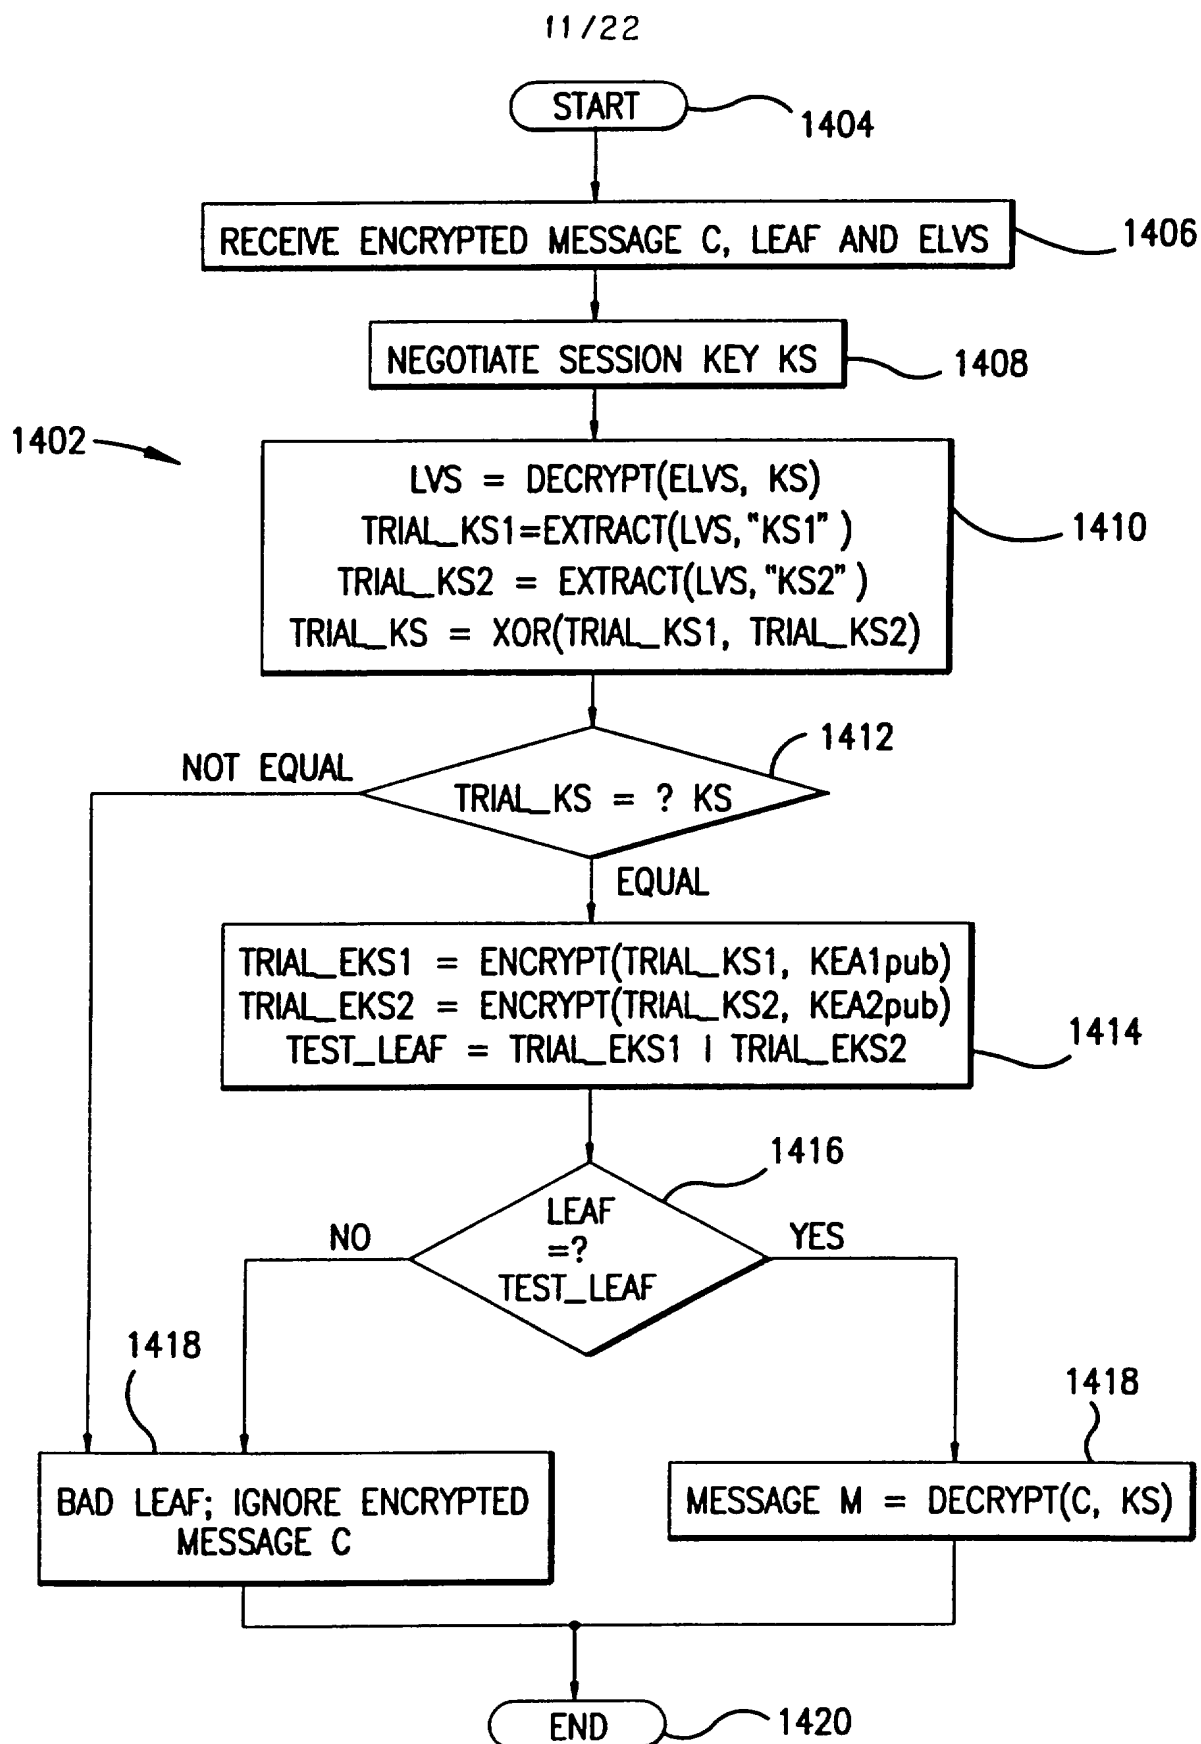 11/22
START
1404
RECEIVE ENCRYPTED MESSAGE C, LEAF AND ELVS
1406
NEGOTIATE SESSION KEY KS
1408
1402
LVS = DECRYPT(ELVS, KS)
TRIAL_KS1=EXTRACT(LVS,"KS1" )
TRIAL_KS2 = EXTRACT(LVS,"KS2")
TRIAL_KS = XOR(TRIAL_KS1, TRIAL_KS2)
1410
1412
NOT EQUAL
TRIAL_KS = ? KS
EQUAL
TRIAL_EKS1 = ENCRYPT(TRIAL_KS1, KEA1pub)
TRIAL_EKS2 = ENCRYPT(TRIAL_KS2, KEA2pub)
TEST_LEAF = TRIAL_EKS1 | TRIAL_EKS2
1414
1416
LEAF
=?
TEST_LEAF
NO
YES
1418
1418
BAD LEAF; IGNORE ENCRYPTED
MESSAGE C
MESSAGE M = DECRYPT(C, KS)
END
1420